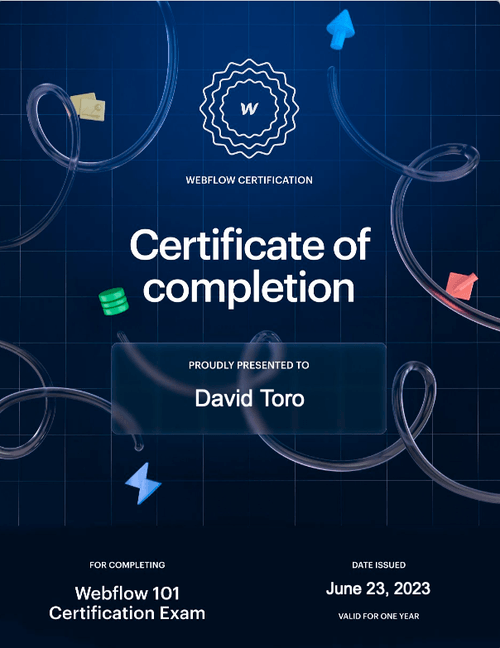 W
WEBFLOW CERTIFICATION
Certificate of
completion
PROUDLY PRESENTED TO
David Toro
FOR COMPLETING
Webflow 101
Certification Exam
DATE ISSUED
June 23, 2023
VALID FOR ONE YEAR